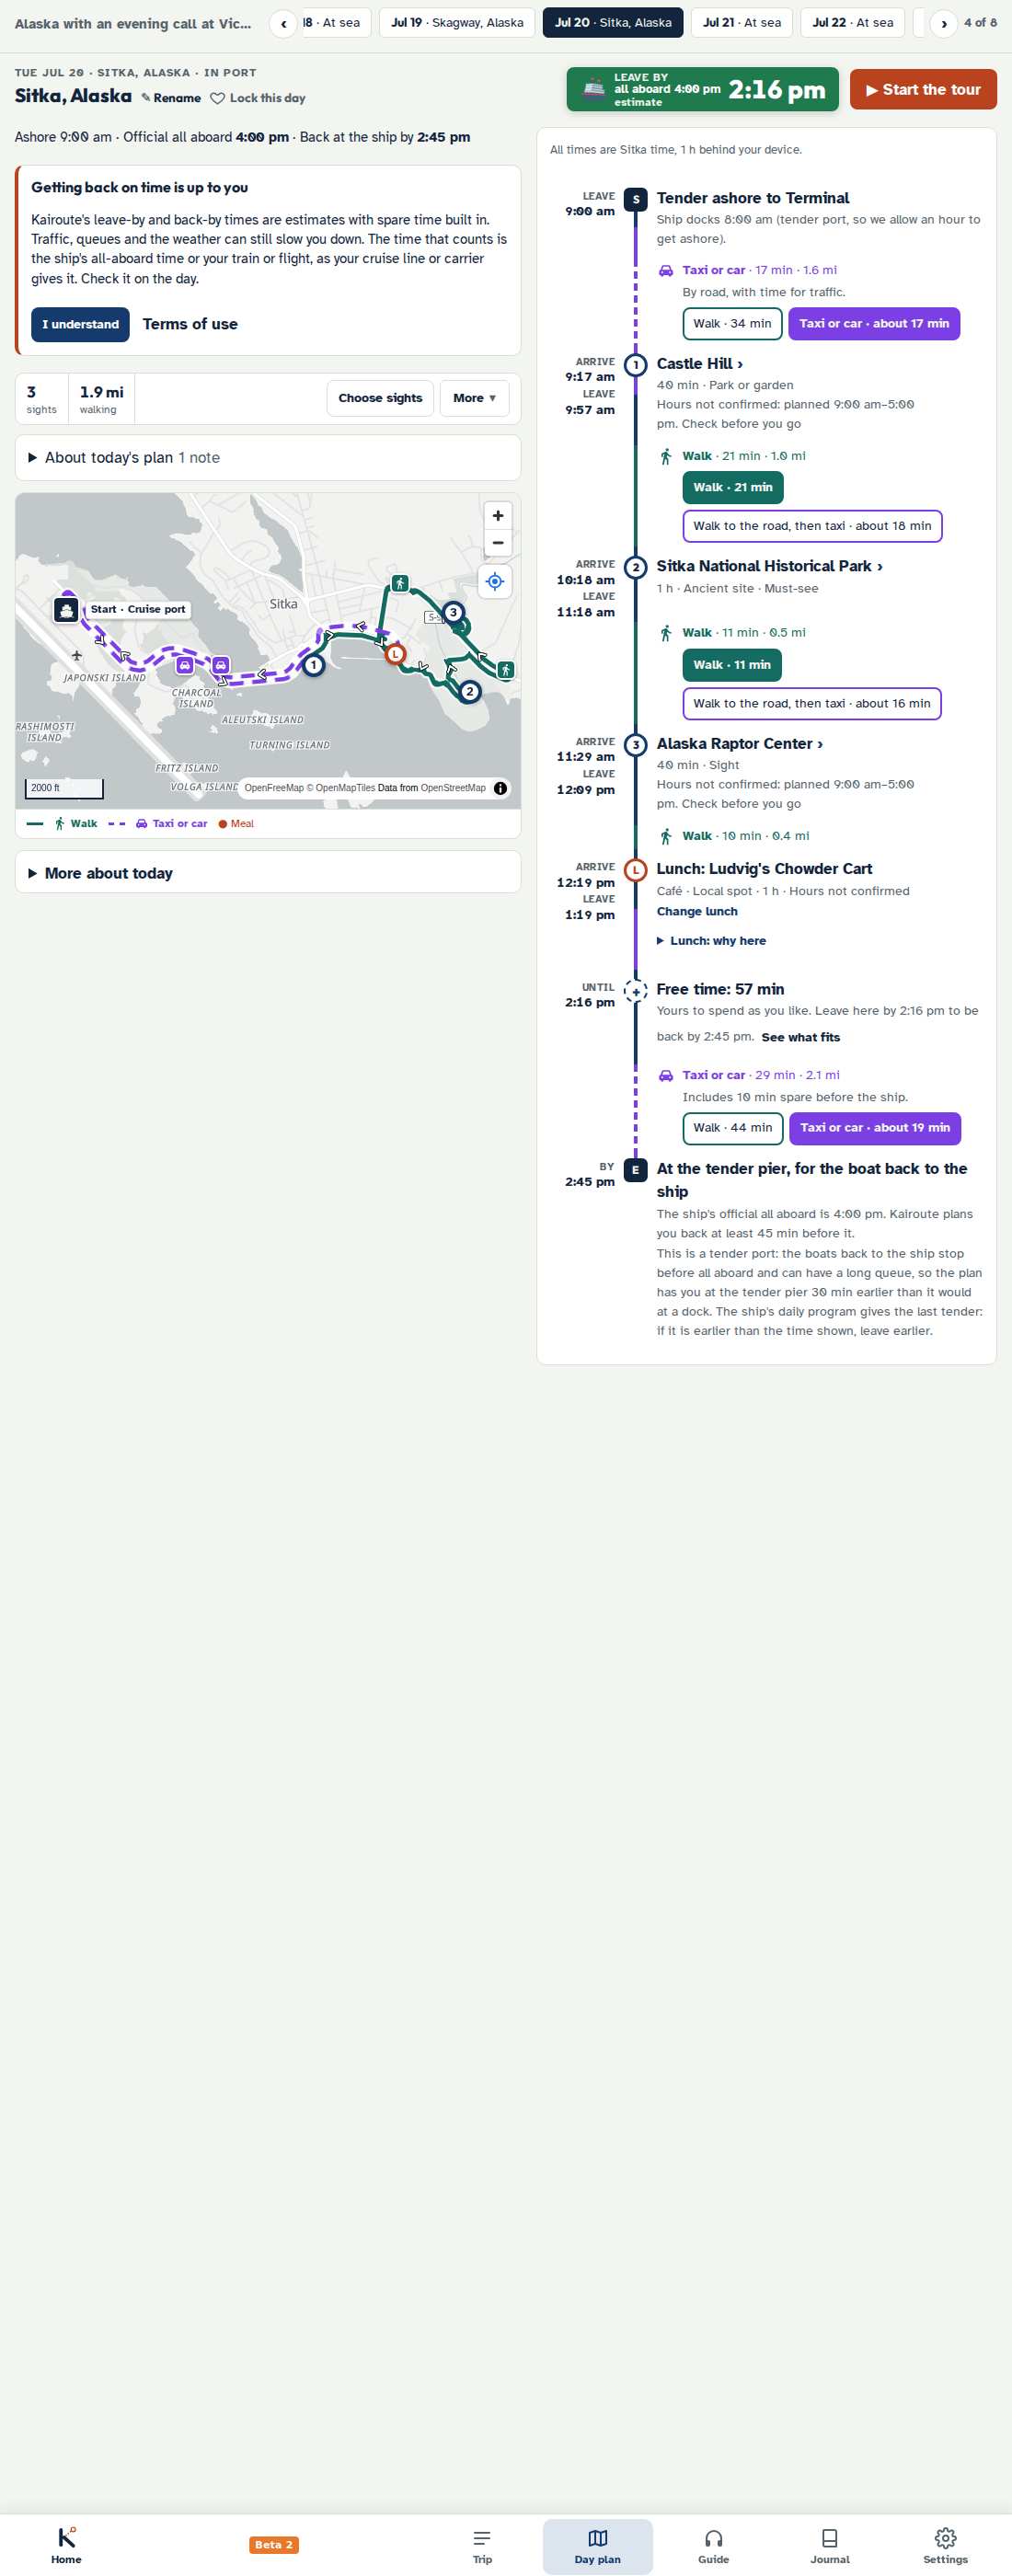 Alaska with an evening call at Vic...
18 · At sea
Jul 19 · Skagway, Alaska
Jul 20 · Sitka, Alaska
Jul 21 · At sea
Jul 22 · At sea
4 of 8
TUE JUL 20 · SITKA, ALASKA · IN PORT
Sitka, Alaska
Rename
Lock this day
LEAVE BY
all aboard 4:00 pm
estimate
2:16 pm
Start the tour
Ashore 9:00 am · Official all aboard 4:00 pm · Back at the ship by 2:45 pm
Getting back on time is up to you
Kairoute's leave-by and back-by times are estimates with spare time built in.
Traffic, queues and the weather can still slow you down. The time that counts is
the ship's all-aboard time or your train or flight, as your cruise line or carrier
gives it. Check it on the day.
I understand
Terms of use
3
sights
1.9 mi
walking
Choose sights
More
About today's plan 1 note
Start · Cruise port
Sitka
S-S
JAPONSKI ISLAND
CHARCOAL
ISLAND
ALEUTSKI ISLAND
RASHIMOSTI
ISLAND
TURNING ISLAND
FRITZ ISLAND
VOLGA ISLAND
1
2
3
L
2000 ft
OpenFreeMap © OpenMapTiles Data from OpenStreetMap
Walk
Taxi or car
Meal
More about today
All times are Sitka time, 1 h behind your device.
LEAVE
9:00 am
S
Tender ashore to Terminal
Ship docks 8:00 am (tender port, so we allow an hour to
get ashore).
Taxi or car · 17 min · 1.6 mi
By road, with time for traffic.
Walk · 34 min
Taxi or car · about 17 min
ARRIVE
9:17 am
LEAVE
9:57 am
1
Castle Hill ›
40 min · Park or garden
Hours not confirmed: planned 9:00 am–5:00
pm. Check before you go
Walk · 21 min · 1.0 mi
Walk · 21 min
Walk to the road, then taxi · about 18 min
ARRIVE
10:18 am
LEAVE
11:18 am
2
Sitka National Historical Park ›
1 h · Ancient site · Must-see
Walk · 11 min · 0.5 mi
Walk · 11 min
Walk to the road, then taxi · about 16 min
ARRIVE
11:29 am
LEAVE
12:09 pm
3
Alaska Raptor Center ›
40 min · Sight
Hours not confirmed: planned 9:00 am–5:00
pm. Check before you go
Walk · 10 min · 0.4 mi
ARRIVE
12:19 pm
LEAVE
1:19 pm
L
Lunch: Ludvig's Chowder Cart
Café · Local spot · 1 h · Hours not confirmed
Change lunch
Lunch: why here
UNTIL
2:16 pm
+
Free time: 57 min
Yours to spend as you like. Leave here by 2:16 pm to be
back by 2:45 pm. See what fits
Taxi or car · 29 min · 2.1 mi
Includes 10 min spare before the ship.
Walk · 44 min
Taxi or car · about 19 min
BY
2:45 pm
E
At the tender pier, for the boat back to the
ship
The ship's official all aboard is 4:00 pm. Kairoute plans
you back at least 45 min before it.
This is a tender port: the boats back to the ship stop
before all aboard and can have a long queue, so the plan
has you at the tender pier 30 min earlier than it would
at a dock. The ship's daily program gives the last tender:
if it is earlier than the time shown, leave earlier.
Home
Beta 2
Trip
Day plan
Guide
Journal
Settings